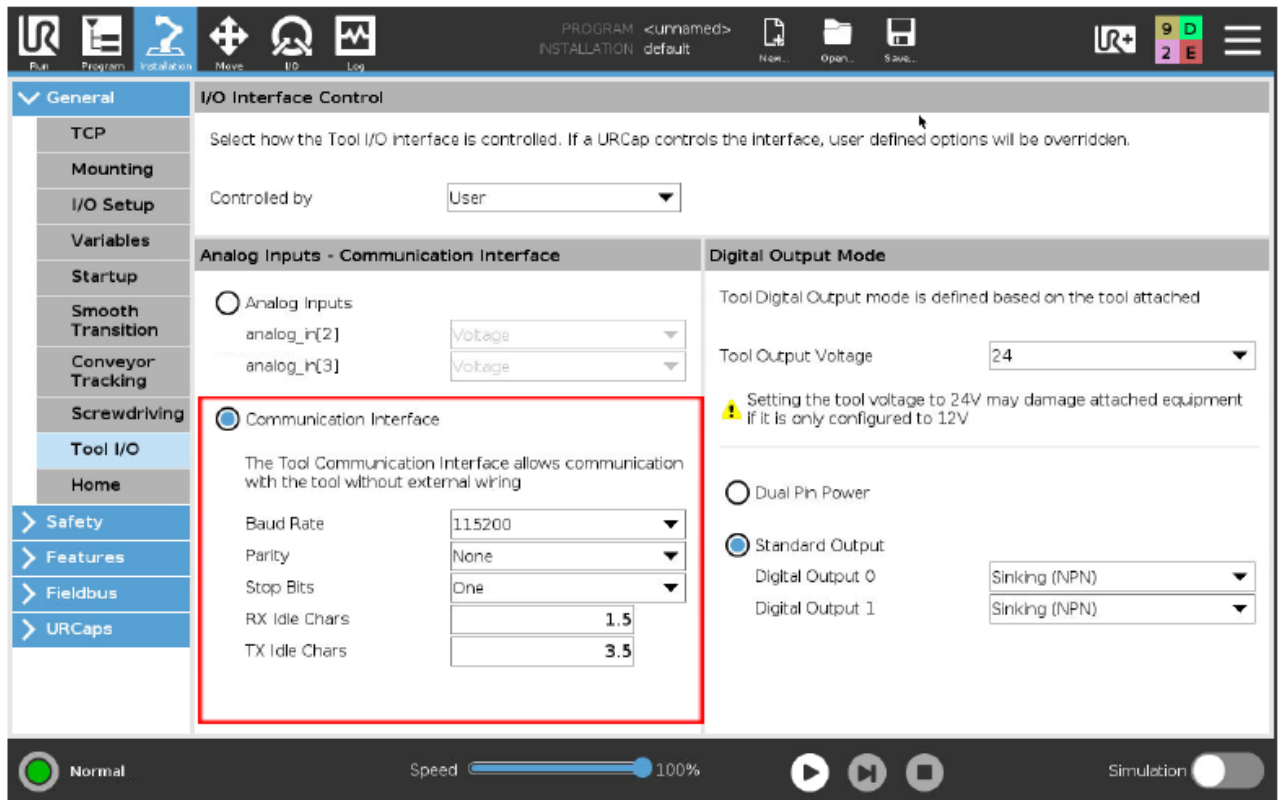 PROGRAM <unnamed>
INSTALLATION default
UR+
9 D
2 E
Run
Program
Installation
Move
I/O
Log
New...
Open...
Save...
General
TCP
Mounting
I/O Setup
Variables
Startup
Smooth
Transition
Conveyor
Tracking
Screwdriving
Tool I/O
Home
Safety
Features
Fieldbus
URCaps
I/O Interface Control
Select how the Tool I/O interface is controlled. If a URCap controls the interface, user defined options will be overridden.
Controlled by
User
Analog Inputs - Communication Interface
Analog Inputs
analog_in[2]
Voltage
analog_in[3]
Voltage
Communication Interface
The Tool Communication Interface allows communication
with the tool without external wiring
Baud Rate
115200
Parity
None
Stop Bits
One
RX Idle Chars
1.5
TX Idle Chars
3.5
Digital Output Mode
Tool Digital Output mode is defined based on the tool attached
Tool Output Voltage
24
Setting the tool voltage to 24V may damage attached equipment
if it is only configured to 12V
Dual Pin Power
Standard Output
Digital Output 0
Sinking (NPN)
Digital Output 1
Sinking (NPN)
Normal
Speed
100%
Simulation